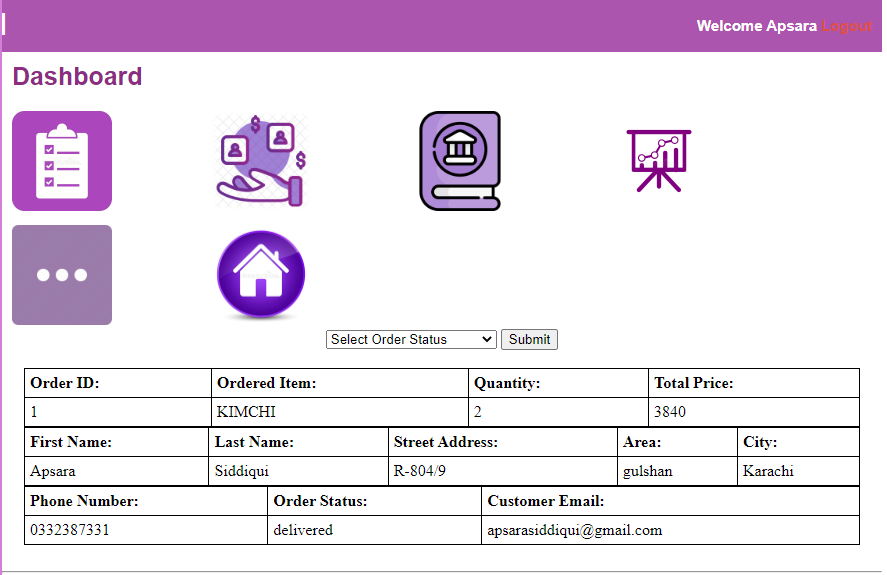 Welcome Apsara Logout
Dashboard
$
$
Select Order Status Submit
Order ID: Ordered Item: Quantity: Total Price:
1 KIMCHI 2 3840
First Name: Last Name: Street Address: Area: City:
Apsara Siddiqui R-804/9 gulshan Karachi
Phone Number: Order Status: Customer Email:
0332387331 delivered apsarasiddiqui@gmail.com